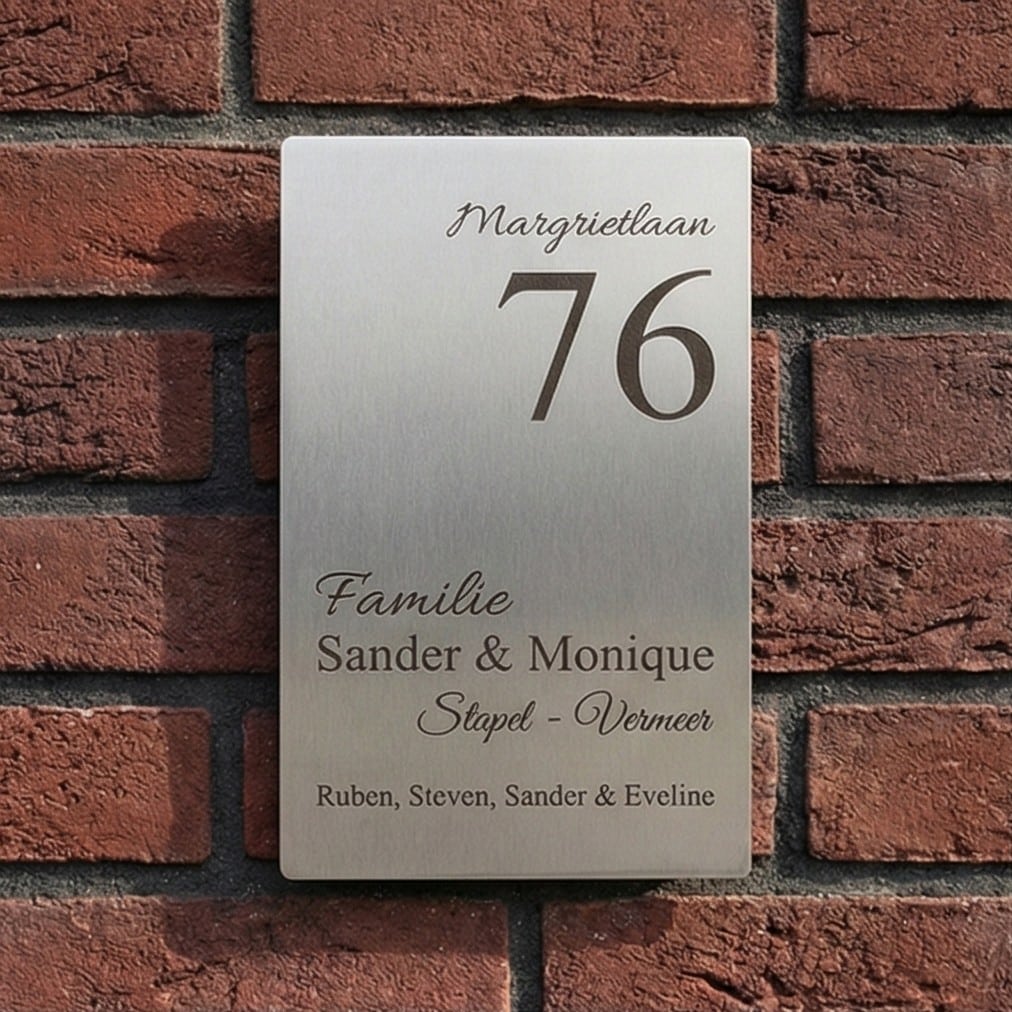 Margrietlaan
76
Familie
Sander & Monique
Stapel - Vermeer
Ruben, Steven, Sander & Eveline